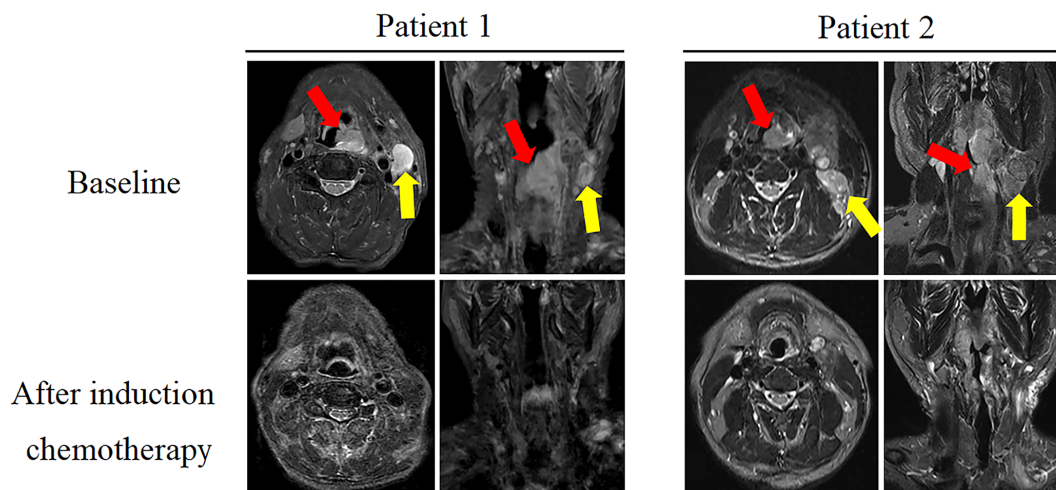 Patient 1
Patient 2
Baseline
After induction
chemotherapy